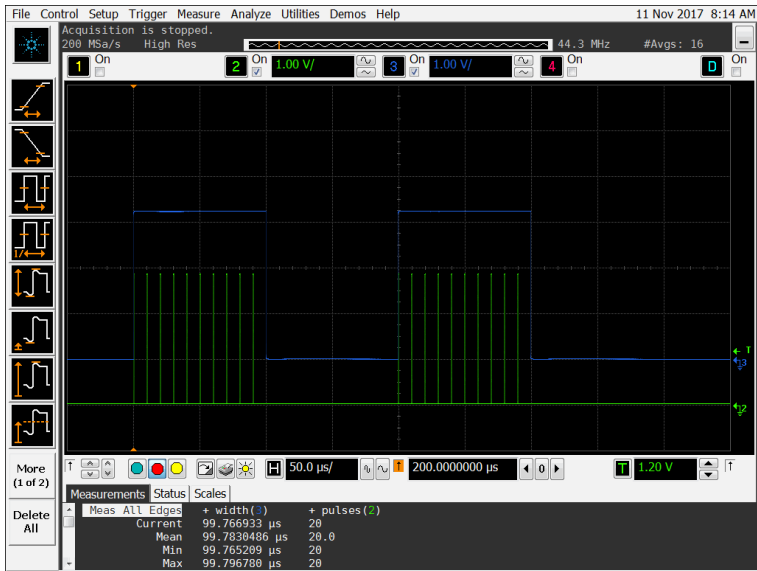 File Control Setup Trigger Measure Analyze Utilities Demos Help 11 Nov 2017 8:14 AM
Acquisition is stopped.
200 MSa/s High Res 44.3 MHz #Avgs: 16
1 On 2 On 1.00 V/ 3 On 1.00 V/ 4 On D On
1/
T
3
2
More
(1 of 2)
Delete
All
H 50.0 µs/ 200.0000000 µs 0 T 1.20 V
Measurements Status Scales
Meas All Edges + width(3) + pulses(2)
Current 99.766933 µs 20
Mean 99.7830486 µs 20.0
Min 99.765209 µs 20
Max 99.796780 µs 20